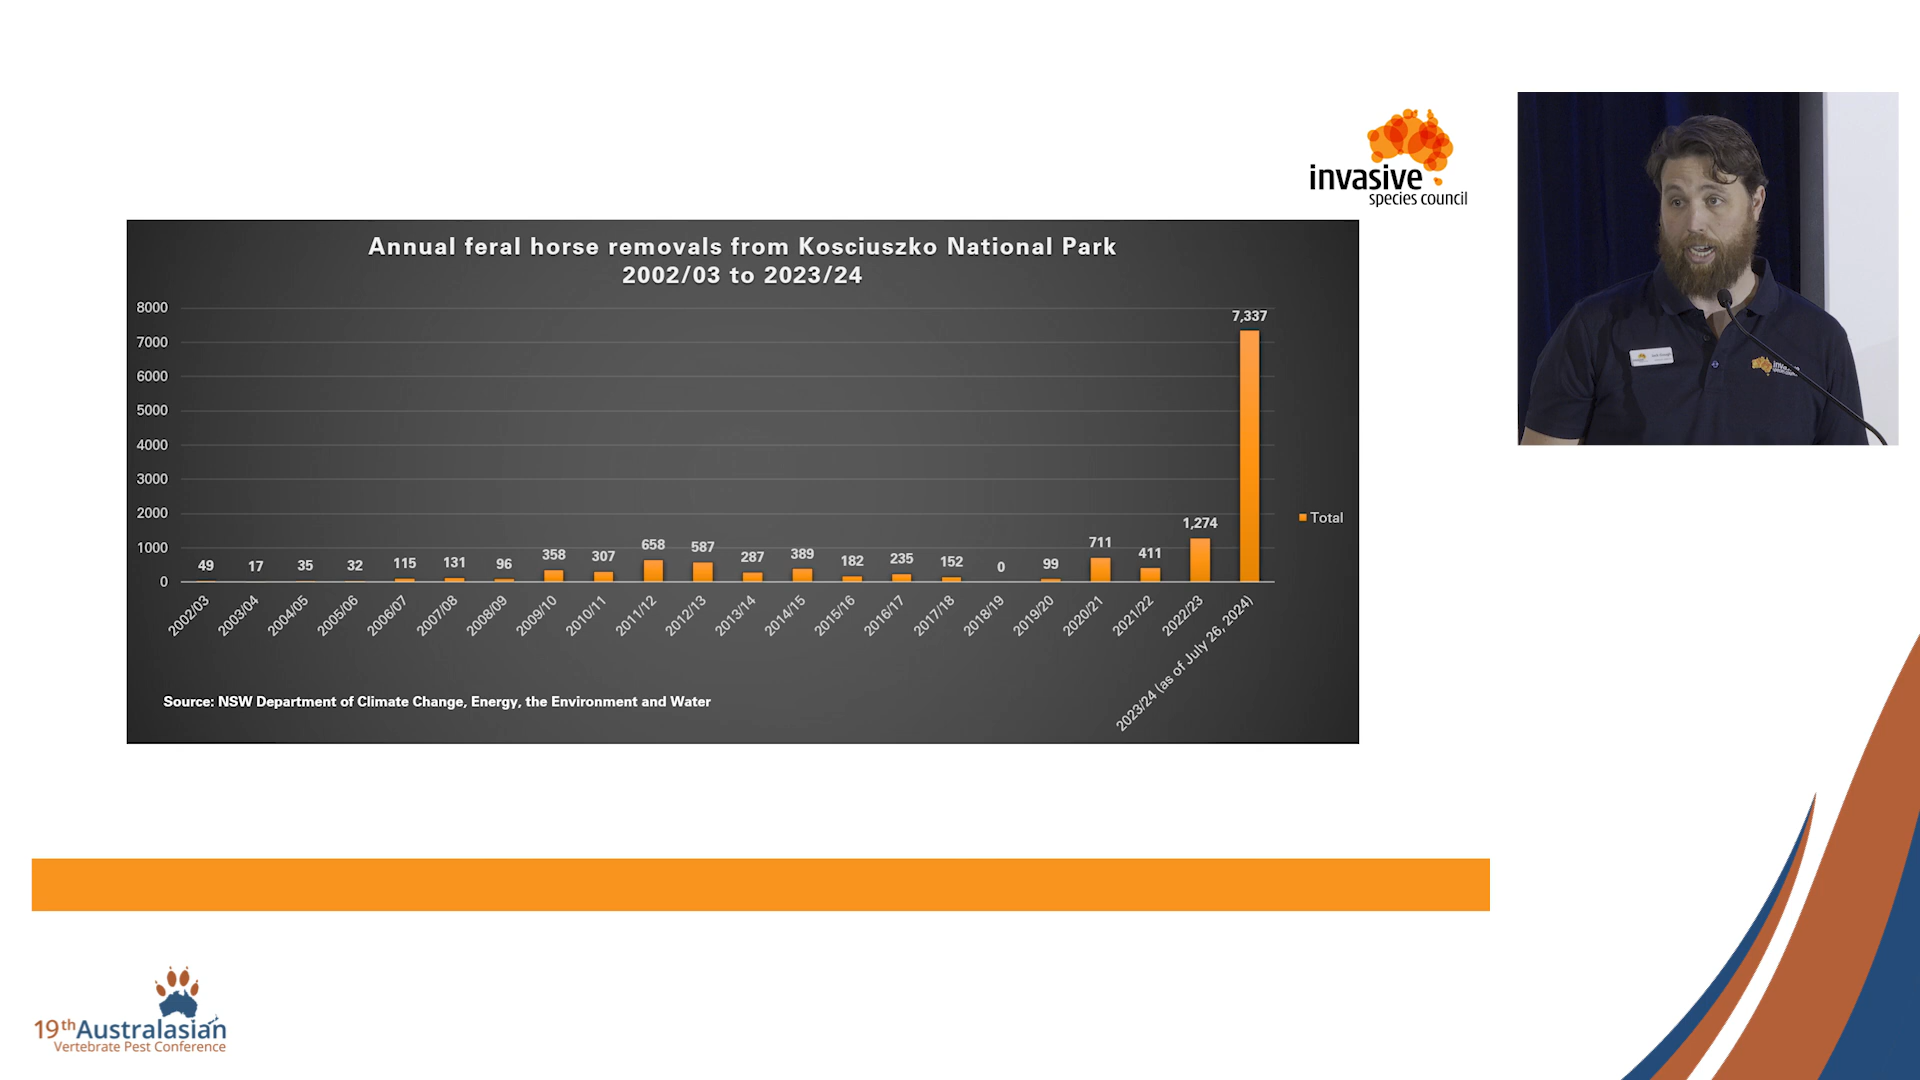 invasive
species council
Annual feral horse removals from Kosciuszko National Park
2002/03 to 2023/24
8000
7000
6000
5000
4000
3000
2000
1000
0
49 17 35 32 115 131 96 358 307 658 587 287 389 182 235 152 0 99 711 411 1,274 7,337
2002/03 2003/04 2004/05 2005/06 2006/07 2007/08 2008/09 2009/10 2010/11 2011/12 2012/13 2013/14 2014/15 2015/16 2016/17 2017/18 2018/19 2019/20 2020/21 2021/22 2022/23 2023/24 (as of July 26, 2024)
Total
Source: NSW Department of Climate Change, Energy, the Environment and Water
19th Australasian
Vertebrate Pest Conference